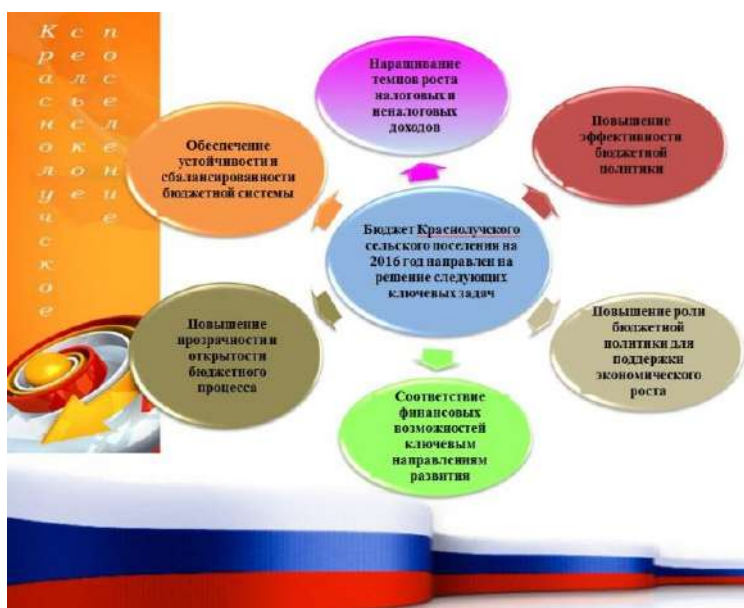 Краснолучское
сельское
поселение
Наращивание
темпов роста
налоговых и
неналоговых
доходов
Обеспечение
устойчивости и
сбалансированности
бюджетной системы
Повышение
эффективности
бюджетной
политики
Бюджет Краснолучского
сельского поселения на
2016 год направлен на
решение следующих
ключевых задач
Повышение
прозрачности и
открытости
бюджетного
процесса
Повышение роли
бюджетной
политики для
поддержки
экономического
роста
Соответствие
финансовых
возможностей
ключевым
направлениям
развития